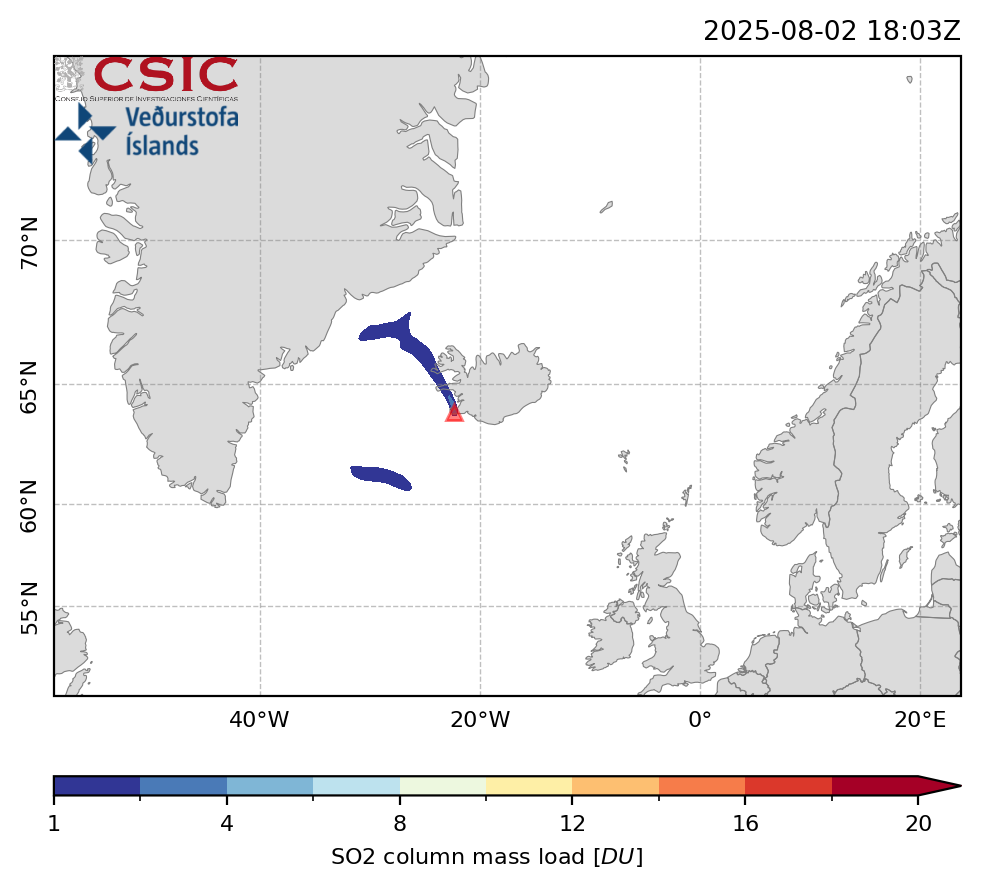 2025-08-02 18:03Z
CSIC
CONSEJO SUPERIOR DE INVESTIGACIONES CIENTÍFICAS
Veðurstofa
Íslands
70°N
65°N
60°N
55°N
40°W 20°W 0° 20°E
1 4 8 12 16 20
SO2 column mass load [DU]